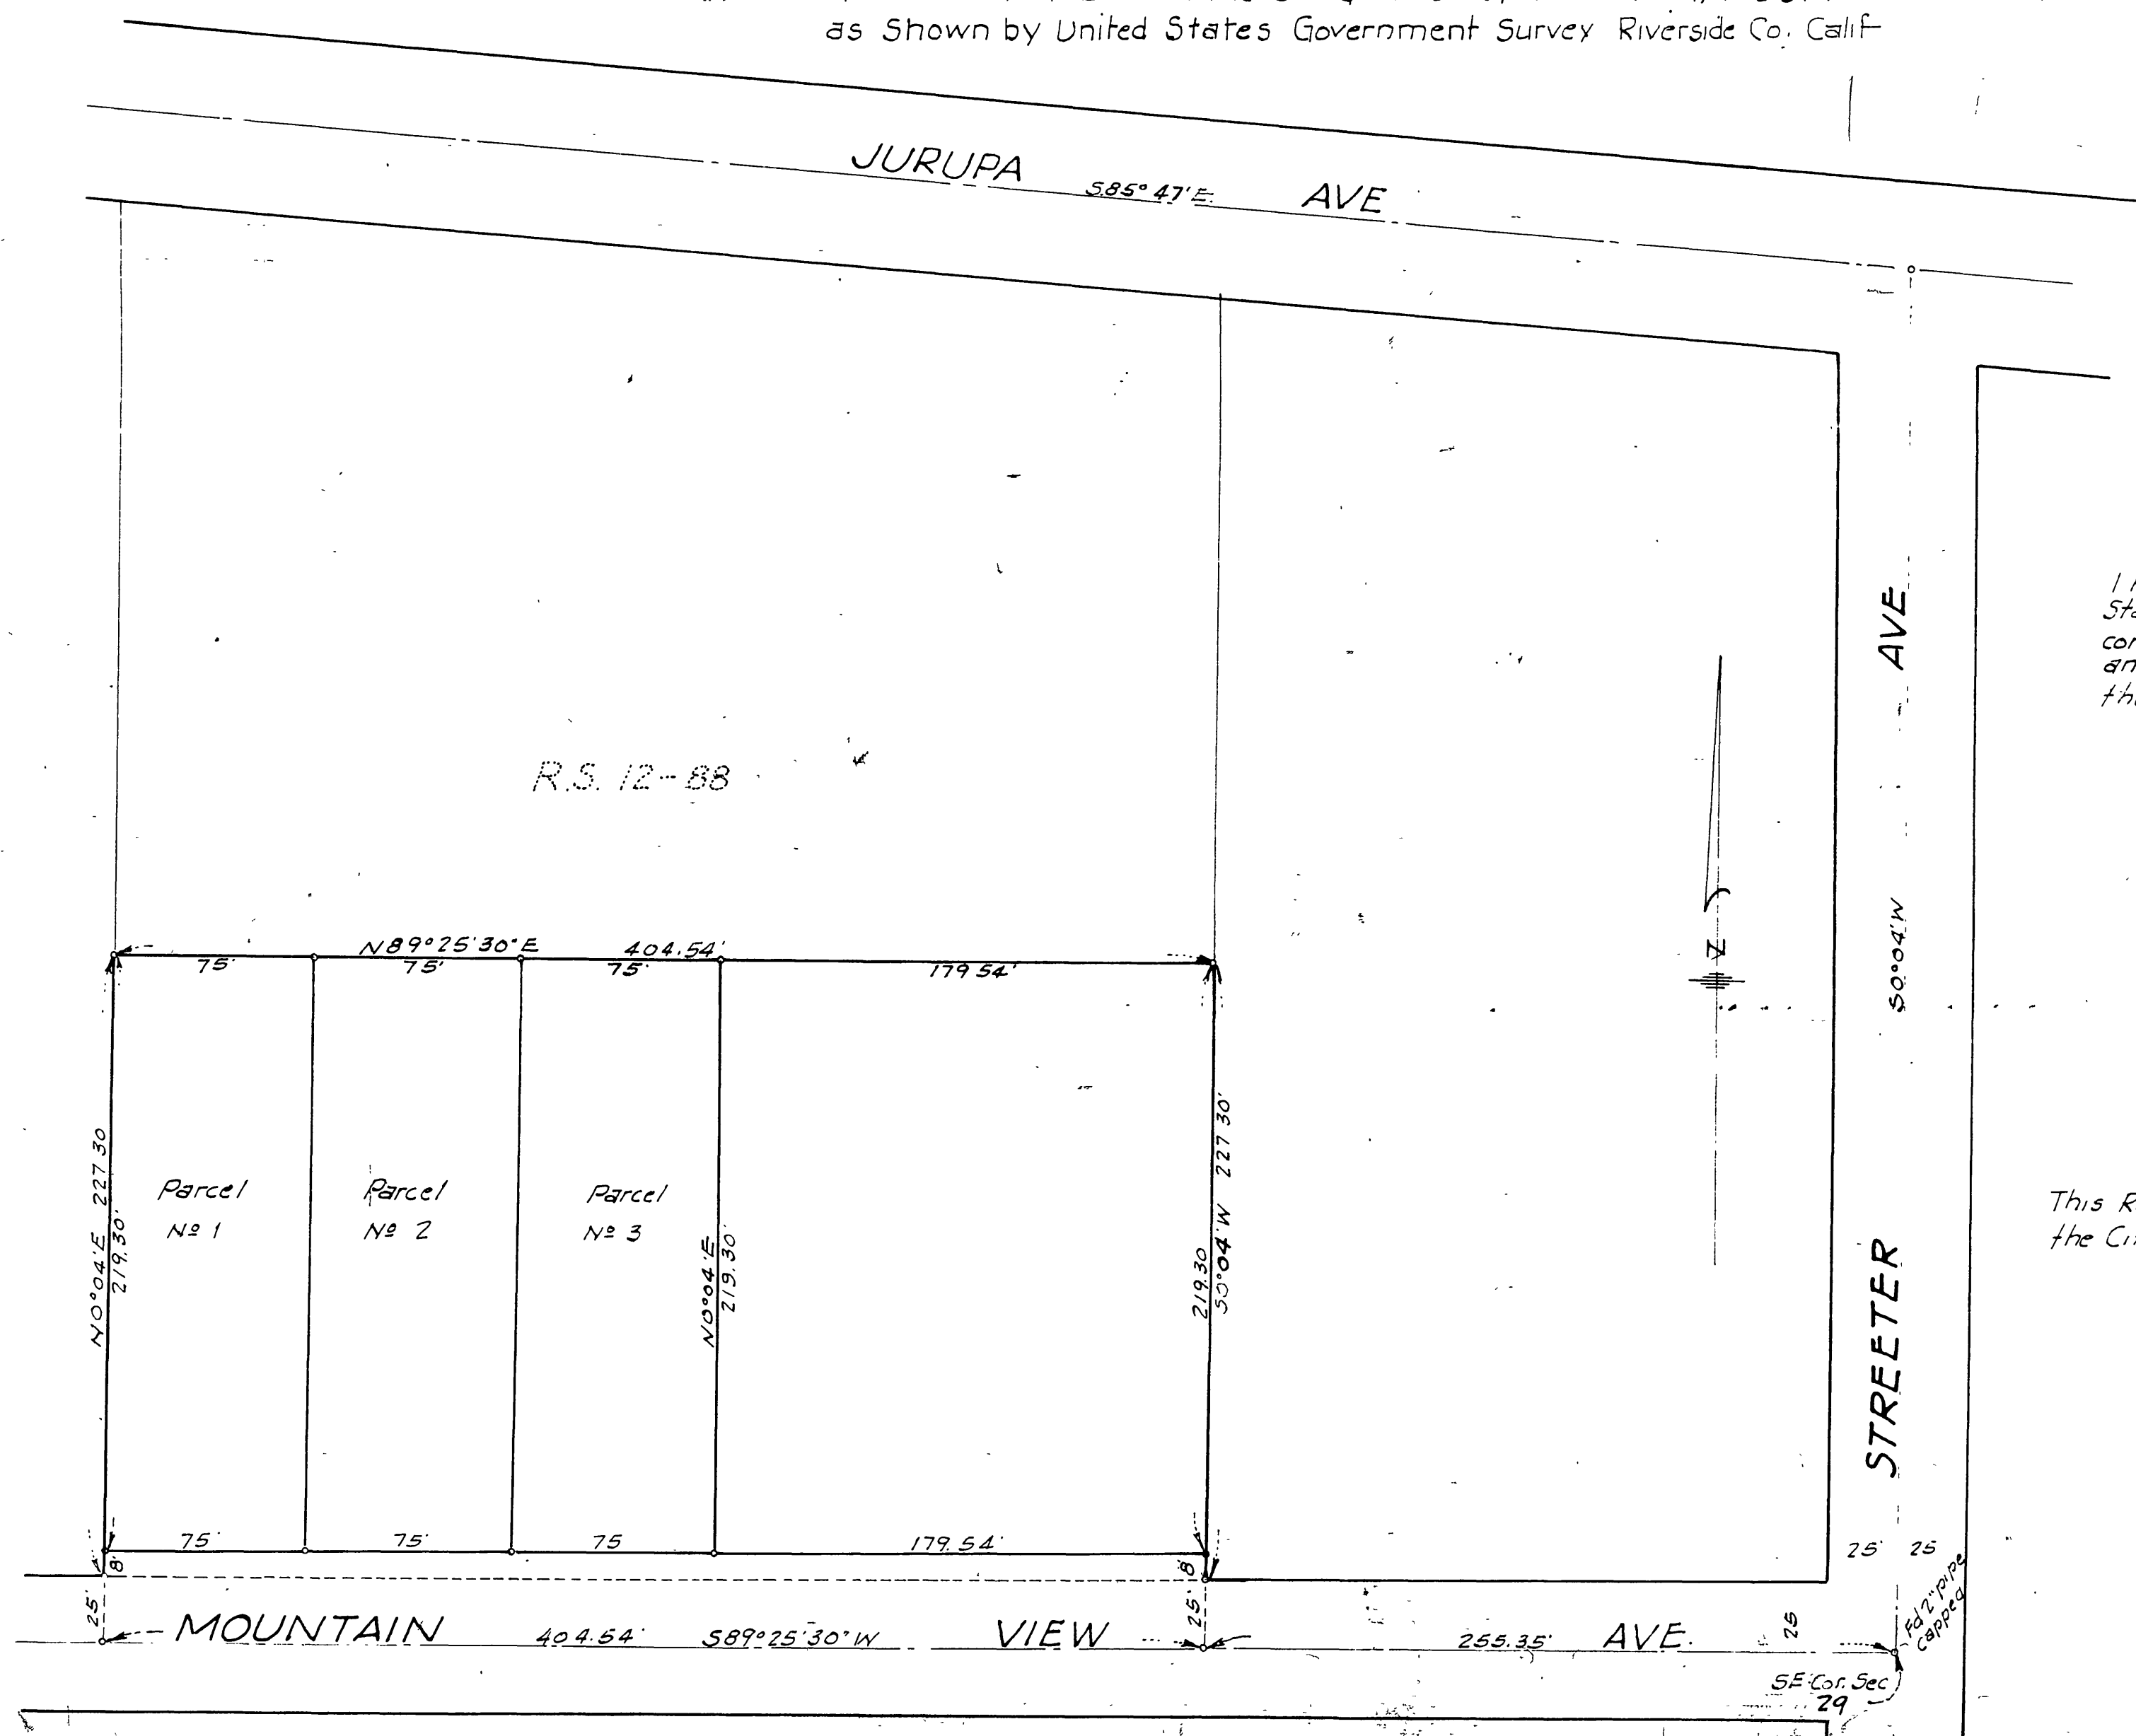 as Shown by United States Government Survey Riverside Co. Calif
JURUPA AVE
S85°47'E
R.S. 12-88
N89°25'30"E 404.54'
75' 75' 75' 179.54'
N0°04'E 227.30
219.30'
Parcel
Nº 1
Parcel
Nº 2
Parcel
Nº 3
N0°04'E
219.30'
219.30
S0°04'W 227.30'
N
STREETER AVE
S0°04'W
This R
the Ci
75' 75' 75 179.54'
8' 8'
25' 25'
25' 25
MOUNTAIN VIEW AVE.
404.54' S89°25'30"W
255.35'
25
Fd 2" pipe
capped
SE Cor. Sec
29